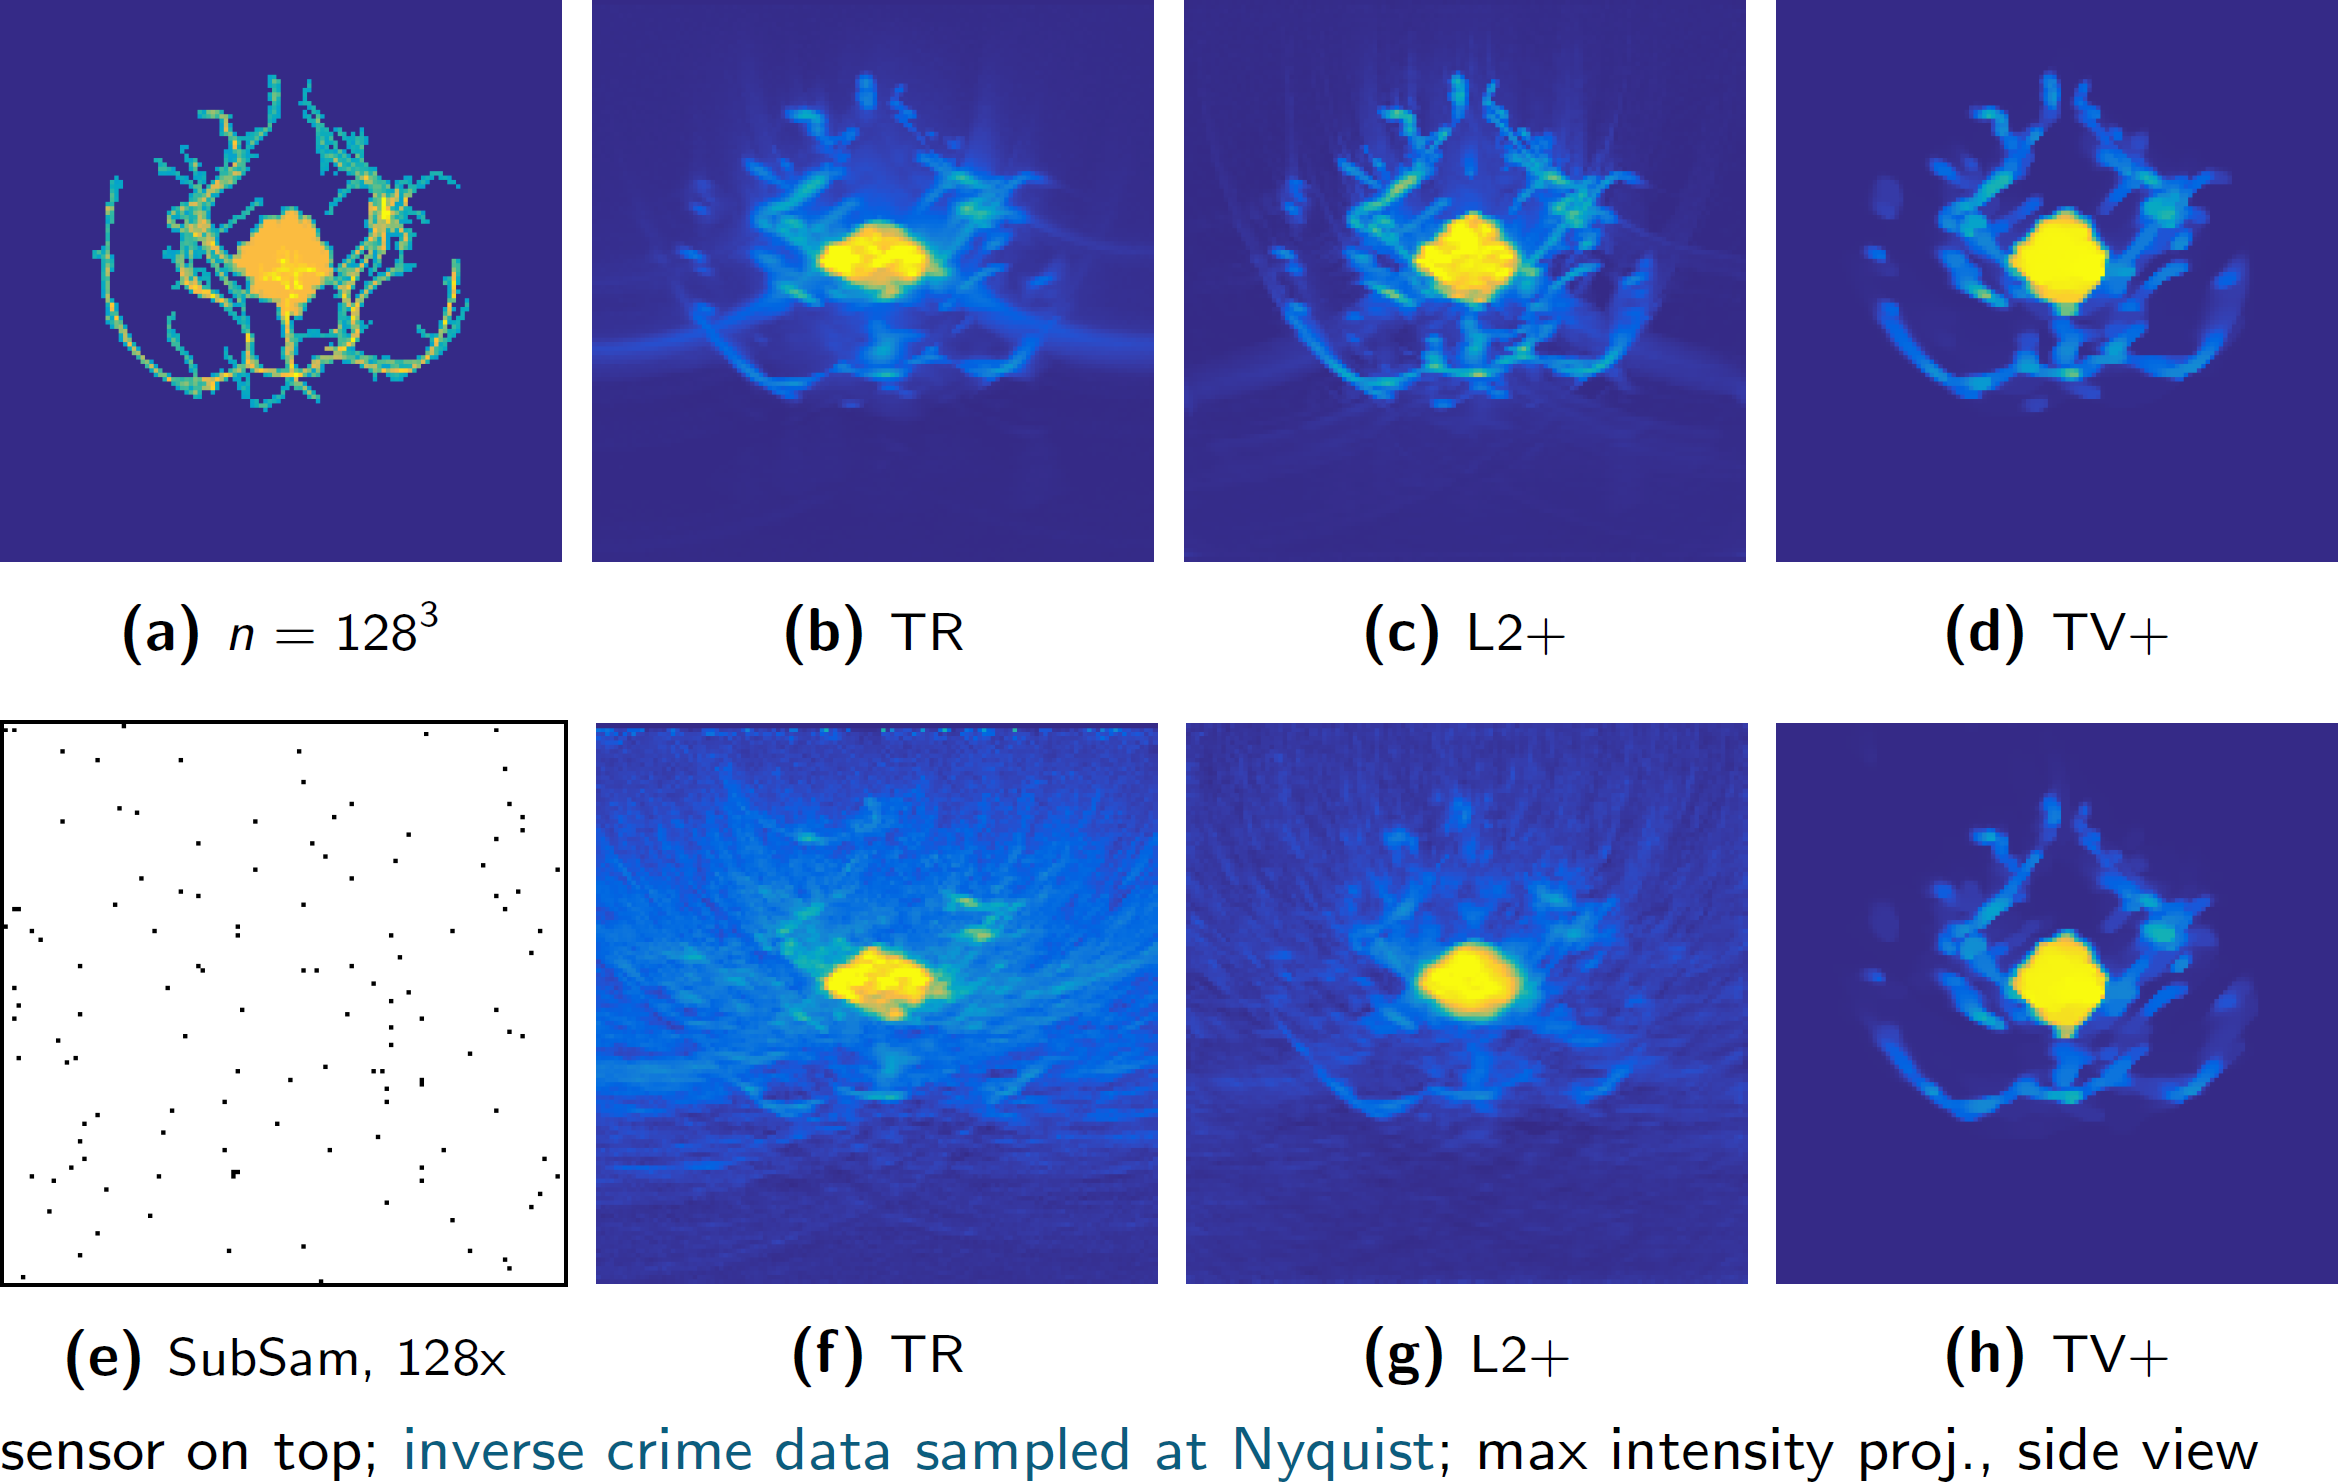 (a) n = 128³
(b) TR
(c) L2+
(d) TV+
(e) SubSam, 128x
(f) TR
(g) L2+
(h) TV+
sensor on top; inverse crime data sampled at Nyquist; max intensity proj., side view